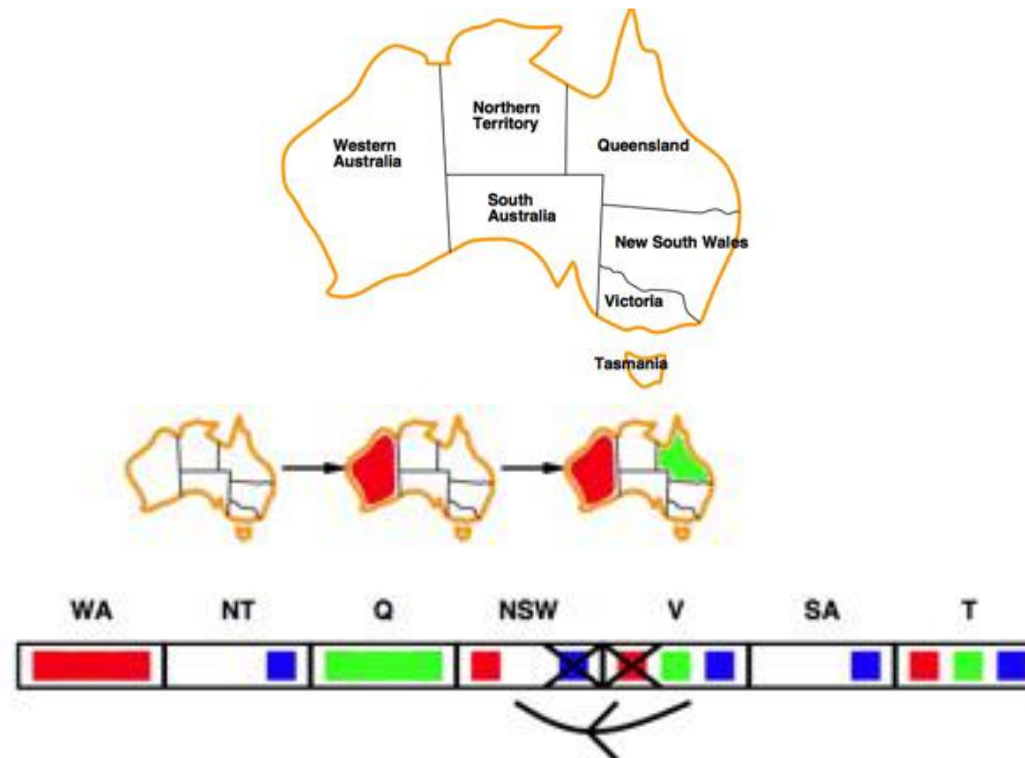 Northern
Territory
Western
Australia
Queensland
South
Australia
New South Wales
Victoria
Tasmania
WA NT Q NSW V SA T